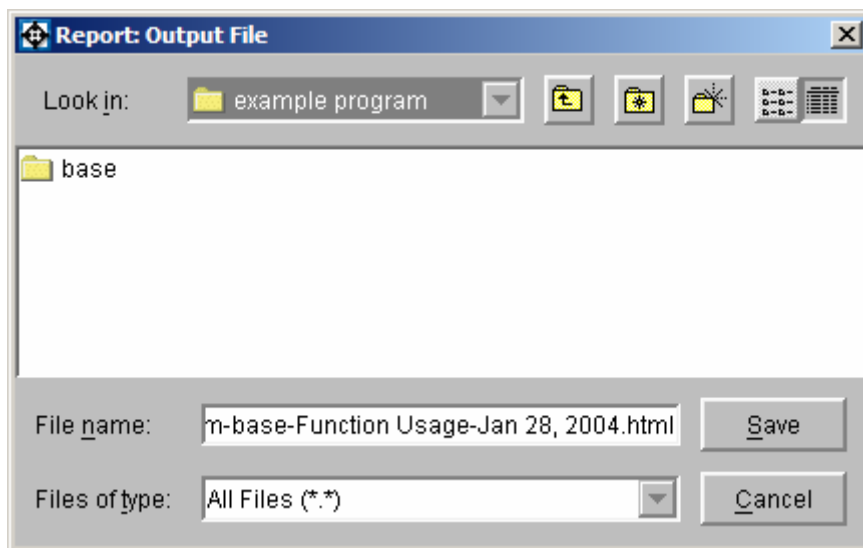 Report: Output File
Look in: example program
base
File name: m-base-Function Usage-Jan 28, 2004.html Save
Files of type: All Files (*.*) Cancel